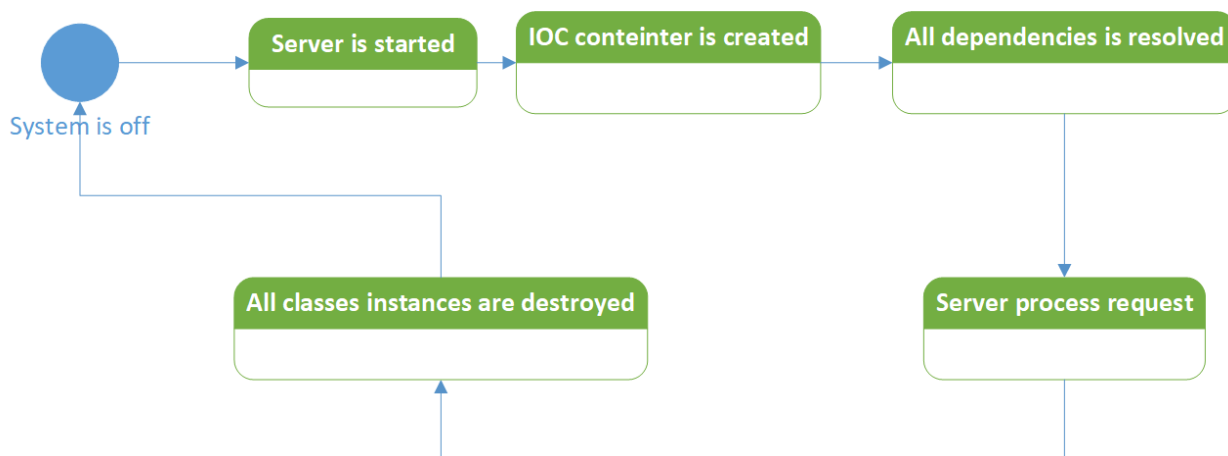 Server is started
IOC conteinter is created
All dependencies is resolved
System is off
All classes instances are destroyed
Server process request